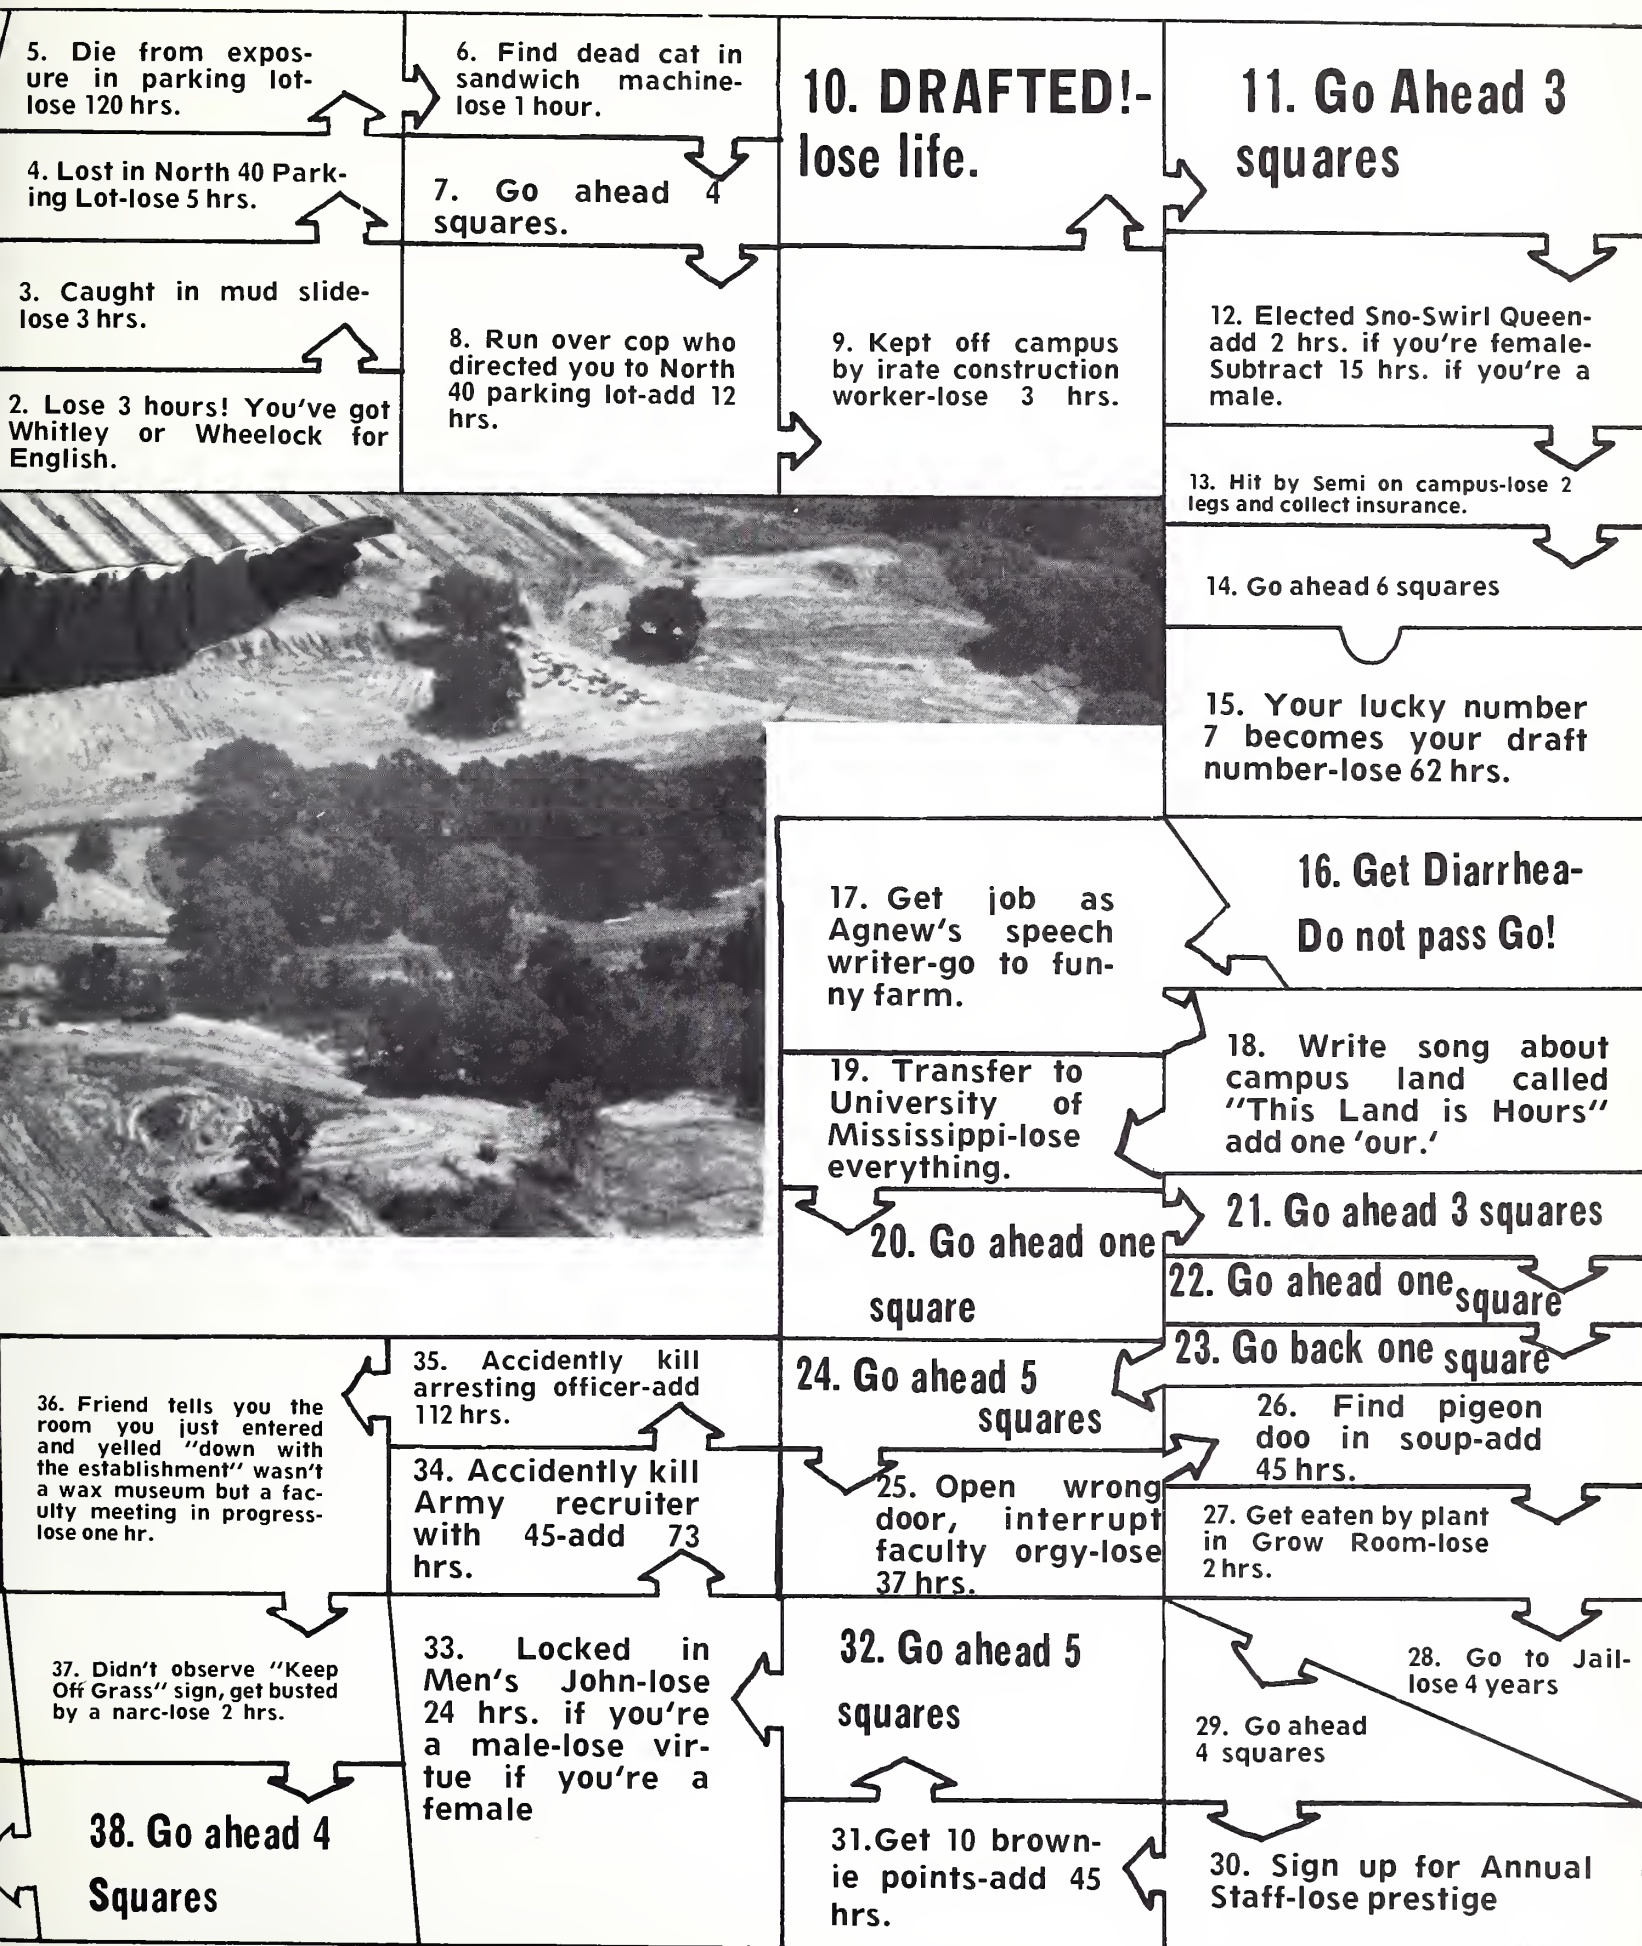 5. Die from expos-
ure in parking lot-
lose 120 hrs.
4. Lost in North 40 Park-
ing Lot-lose 5 hrs.
3. Caught in mud slide-
lose 3 hrs.
2. Lose 3 hours! You've got
Whitley or Wheelock for
English.
6. Find dead cat in
sandwich machine-
lose 1 hour.
7. Go ahead 4
squares.
8. Run over cop who
directed you to North
40 parking lot-add 12
hrs.
9. Kept off campus
by irate construction
worker-lose 3 hrs.
10. DRAFTED!-
lose life.
11. Go Ahead 3
squares
12. Elected Sno-Swirl Queen-
add 2 hrs. if you're female-
Subtract 15 hrs. if you're a
male.
13. Hit by Semi on campus-lose 2
legs and collect insurance.
14. Go ahead 6 squares
15. Your lucky number
7 becomes your draft
number-lose 62 hrs.
16. Get Diarrhea-
Do not pass Go!
17. Get job as
Agnew's speech
writer-go to fun-
ny farm.
18. Write song about
campus land called
"This Land is Hours"
add one 'our.'
19. Transfer to
University of
Mississippi-lose
everything.
20. Go ahead one
square
21. Go ahead 3 squares
22. Go ahead one
square
23. Go back one
square
24. Go ahead 5
squares
25. Open wrong
door, interrupt
faculty orgy-lose
37 hrs.
26. Find pigeon
doo in soup-add
45 hrs.
27. Get eaten by plant
in Grow Room-lose
2 hrs.
28. Go to Jail-
lose 4 years
29. Go ahead
4 squares
30. Sign up for Annual
Staff-lose prestige
31.Get 10 brown-
ie points-add 45
hrs.
32. Go ahead 5
squares
33. Locked in
Men's John-lose
24 hrs. if you're
a male-lose vir-
tue if you're a
female
34. Accidently kill
Army recruiter
with 45-add 73
hrs.
35. Accidently kill
arresting officer-add
112 hrs.
36. Friend tells you the
room you just entered
and yelled "down with
the establishment" wasn't
a wax museum but a fac-
ulty meeting in progress-
lose one hr.
37. Didn't observe "Keep
Off Grass" sign, get busted
by a narc-lose 2 hrs.
38. Go ahead 4
Squares